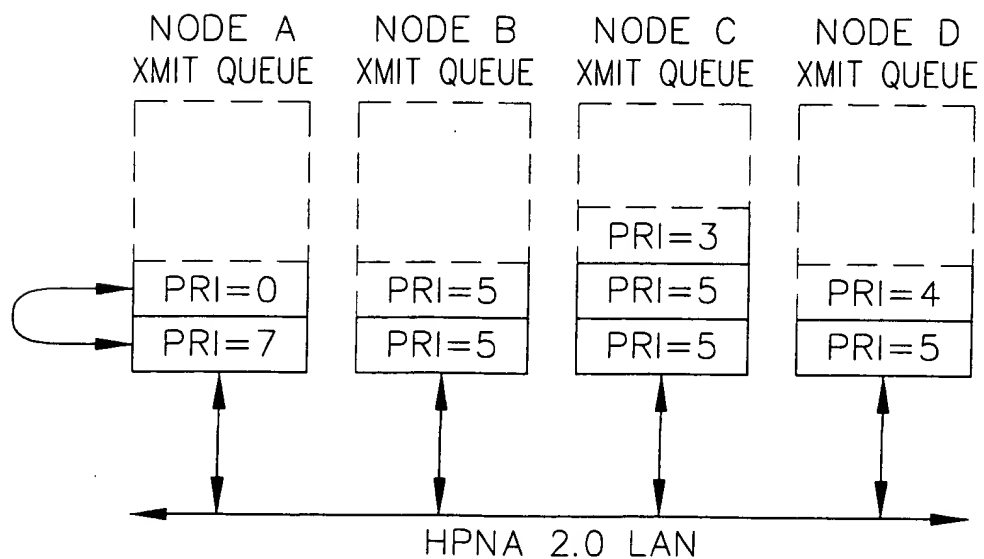 NODE A NODE B NODE C NODE D
XMIT QUEUE XMIT QUEUE XMIT QUEUE XMIT QUEUE
PRI=3
PRI=0 PRI=5 PRI=5 PRI=4
PRI=7 PRI=5 PRI=5 PRI=5
HPNA 2.0 LAN